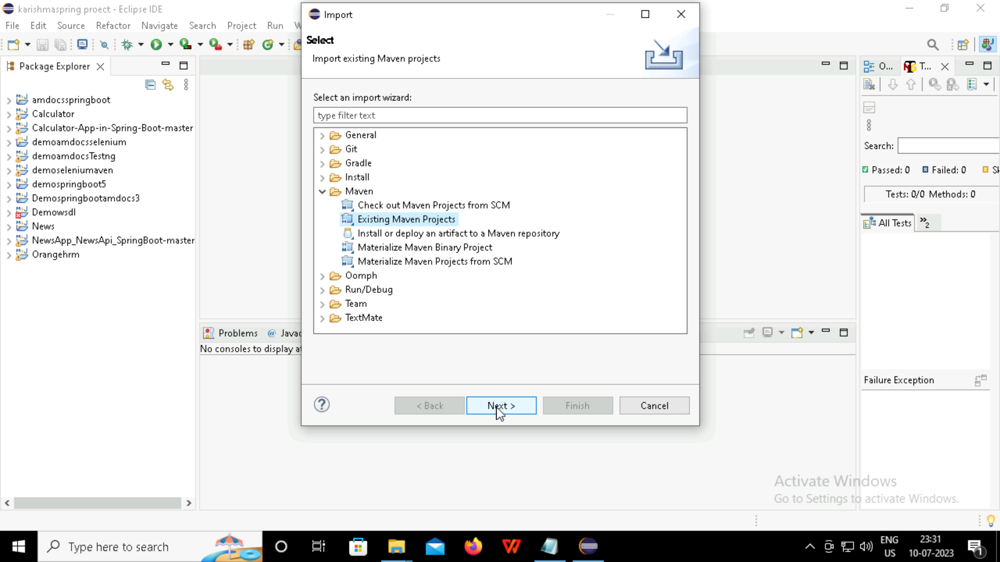 karishmaspring proect - Eclipse IDE
File Edit Source Refactor Navigate Search Project Run
Package Explorer
amdocsspringboot
Calculator
Calculator-App-in-Spring-Boot-master
demoamdocsselenium
demoamdocsTestng
demoseleniumaven
demospringboot5
Demospringbootamdocs3
Demowsdl
News
NewsApp_NewsApi_SpringBoot-master
Orangehrm
Import
Select
Import existing Maven projects
Select an import wizard:
type filter text
General
Git
Gradle
Install
Maven
Check out Maven Projects from SCM
Existing Maven Projects
Install or deploy an artifact to a Maven repository
Materialize Maven Binary Project
Materialize Maven Projects from SCM
Oomph
Run/Debug
Team
TextMate
< Back Next > Finish Cancel
Problems @ Javac
No consoles to display at
O... T...
Search:
Passed: 0 Failed: 0
Tests: 0/0 Methods: 0
All Tests »2
Failure Exception
Activate Windows
Go to Settings to activate Windows.
Type here to search
ENG
US
23:31
10-07-2023
1